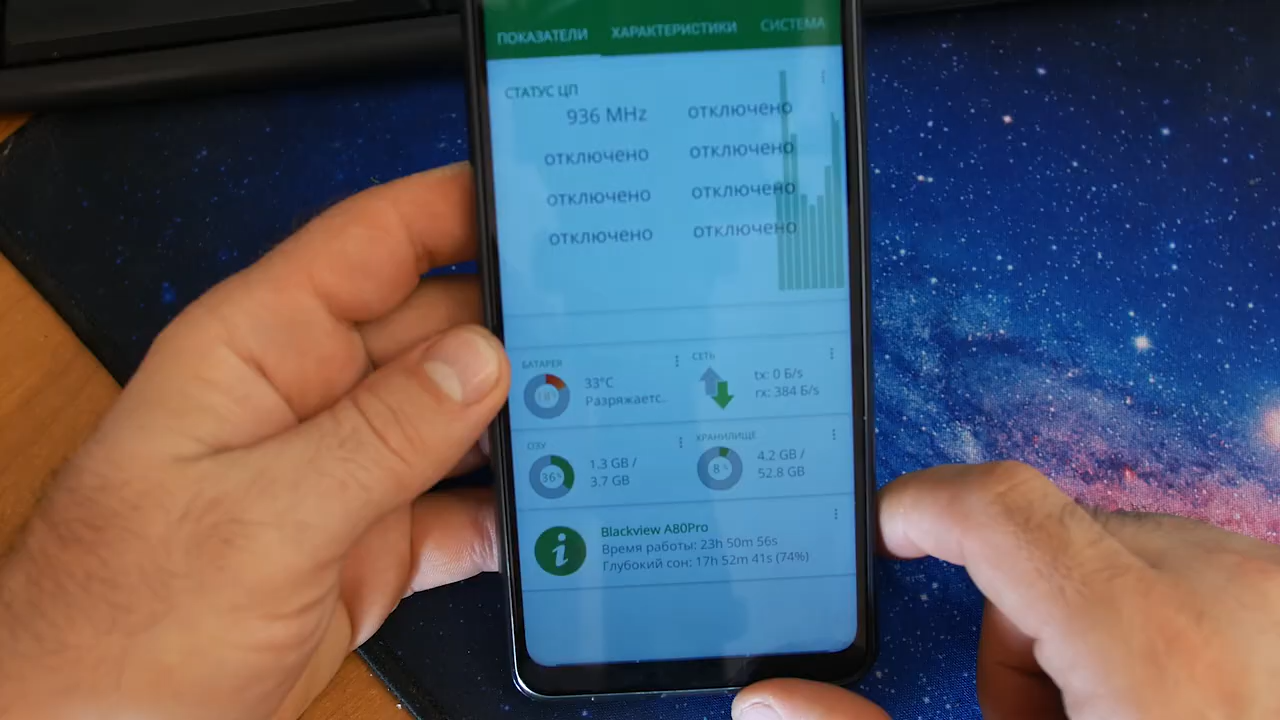 ПОКАЗАТЕЛИ ХАРАКТЕРИСТИКИ СИСТЕМА
СТАТУС ЦП
936 MHz отключено
отключено отключено
отключено отключено
отключено отключено
БАТАРЕЯ
18%
33°C
Разряжаетс..
СЕТЬ
tx: 0 Б/s
rx: 384 Б/s
ОЗУ
36%
1.3 GB /
3.7 GB
ХРАНИЛИЩЕ
8%
4.2 GB /
52.8 GB
Blackview A80Pro
Время работы: 23h 50m 56s
Глубокий сон: 17h 52m 41s (74%)